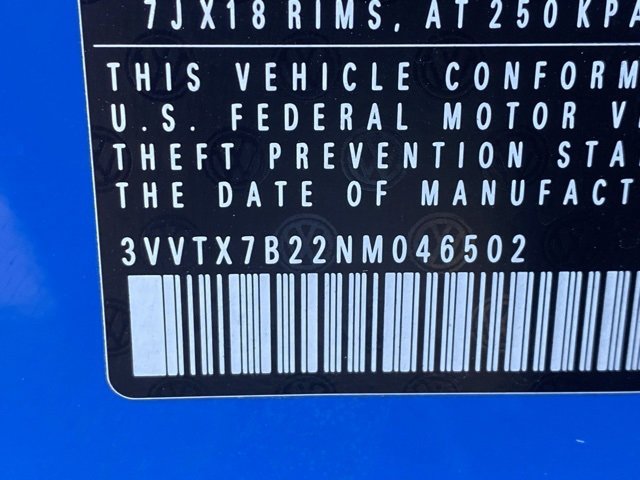 7JX18 RIMS, AT 250 KPA
THIS VEHICLE CONFORM
U.S. FEDERAL MOTOR V
THEFT PREVENTION STA
THE DATE OF MANUFACT
3VVTX7B22NM046502